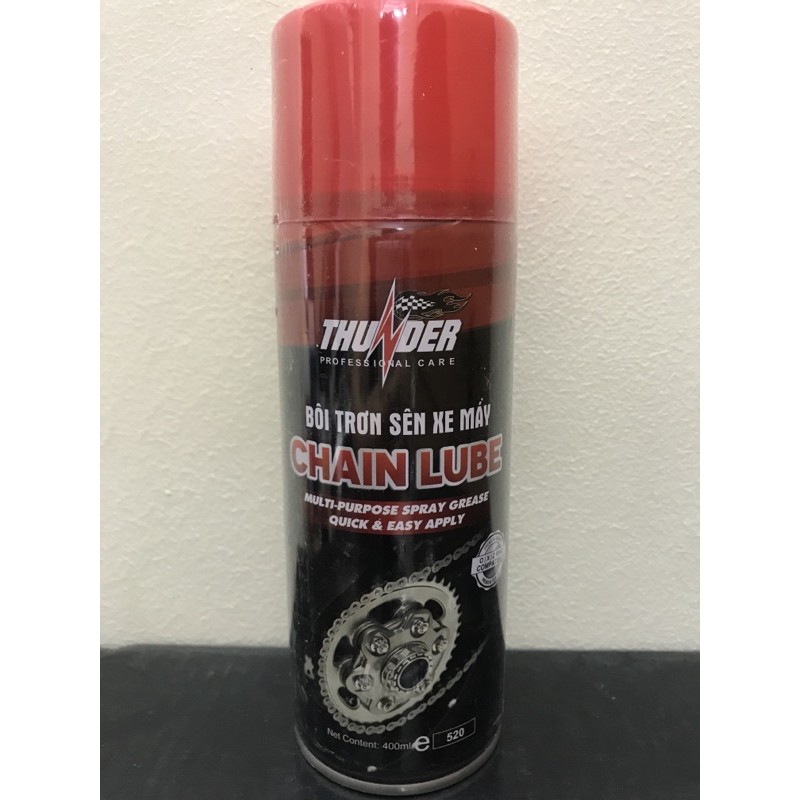 THUNDER
PROFESSIONAL CARE
BÔI TRƠN SÊN XE MÁY
CHAIN LUBE
MULTI-PURPOSE SPRAY GREASE
QUICK & EASY APPLY
O/X/Z
Net Content: 400ml e 520